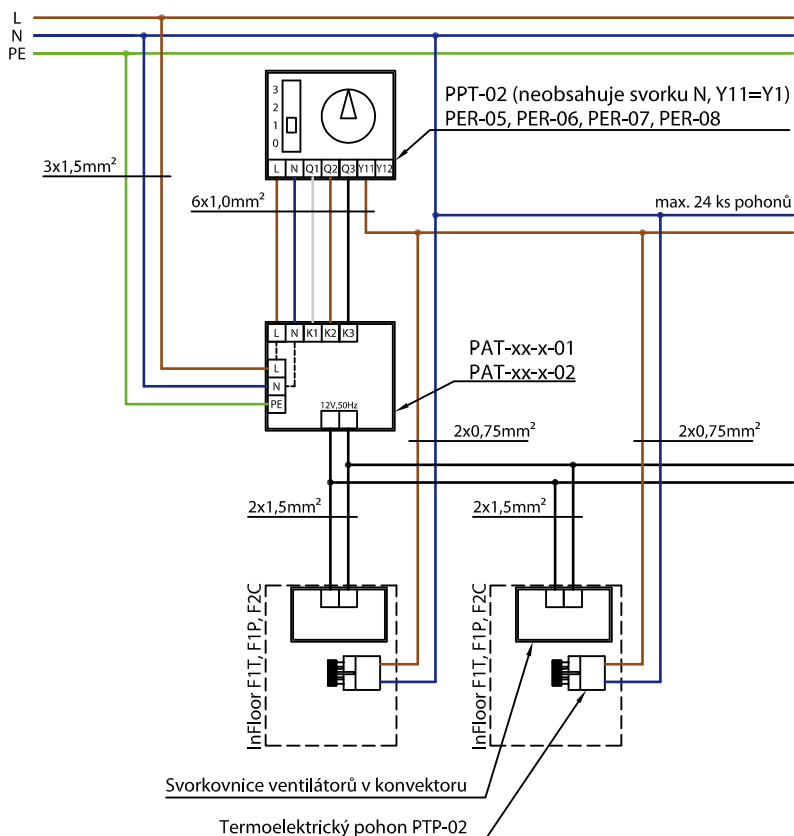 L
N
PE
3
2
1
0
PPT-02 (neobsahuje svorku N, Y11=Y1)
PER-05, PER-06, PER-07, PER-08
L N Q1 Q2 Q3 Y11 Y12
3x1,5mm²
6x1,0mm²
max. 24 ks pohonů
L N K1 K2 K3
L
N
PE
12V,50Hz
PAT-xx-x-01
PAT-xx-x-02
2x0,75mm²
2x0,75mm²
2x1,5mm²
2x1,5mm²
InFloor F1T, F1P, F2C
InFloor F1T, F1P, F2C
Svorkovnice ventilátorů v konvektoru
Termoelektrický pohon PTP-02